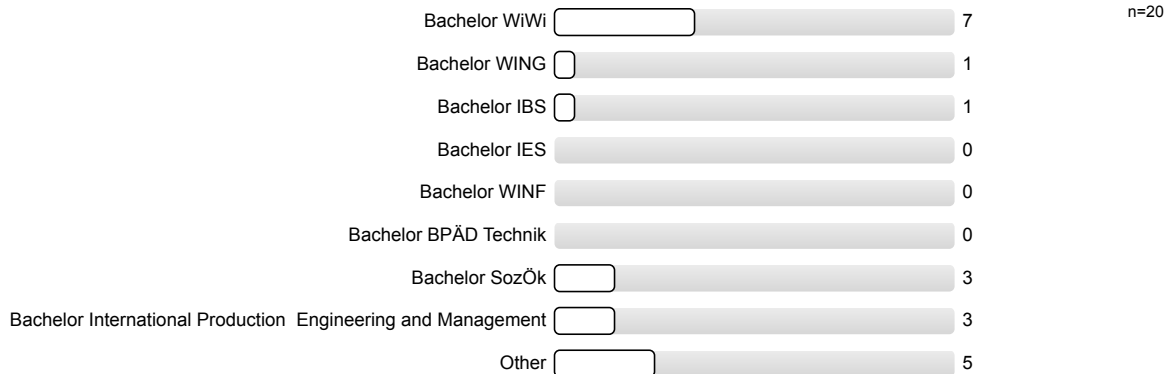 Bachelor WiWi 7 n=20
Bachelor WING 1
Bachelor IBS 1
Bachelor IES 0
Bachelor WINF 0
Bachelor BPÄD Technik 0
Bachelor SozÖk 3
Bachelor International Production Engineering and Management 3
Other 5